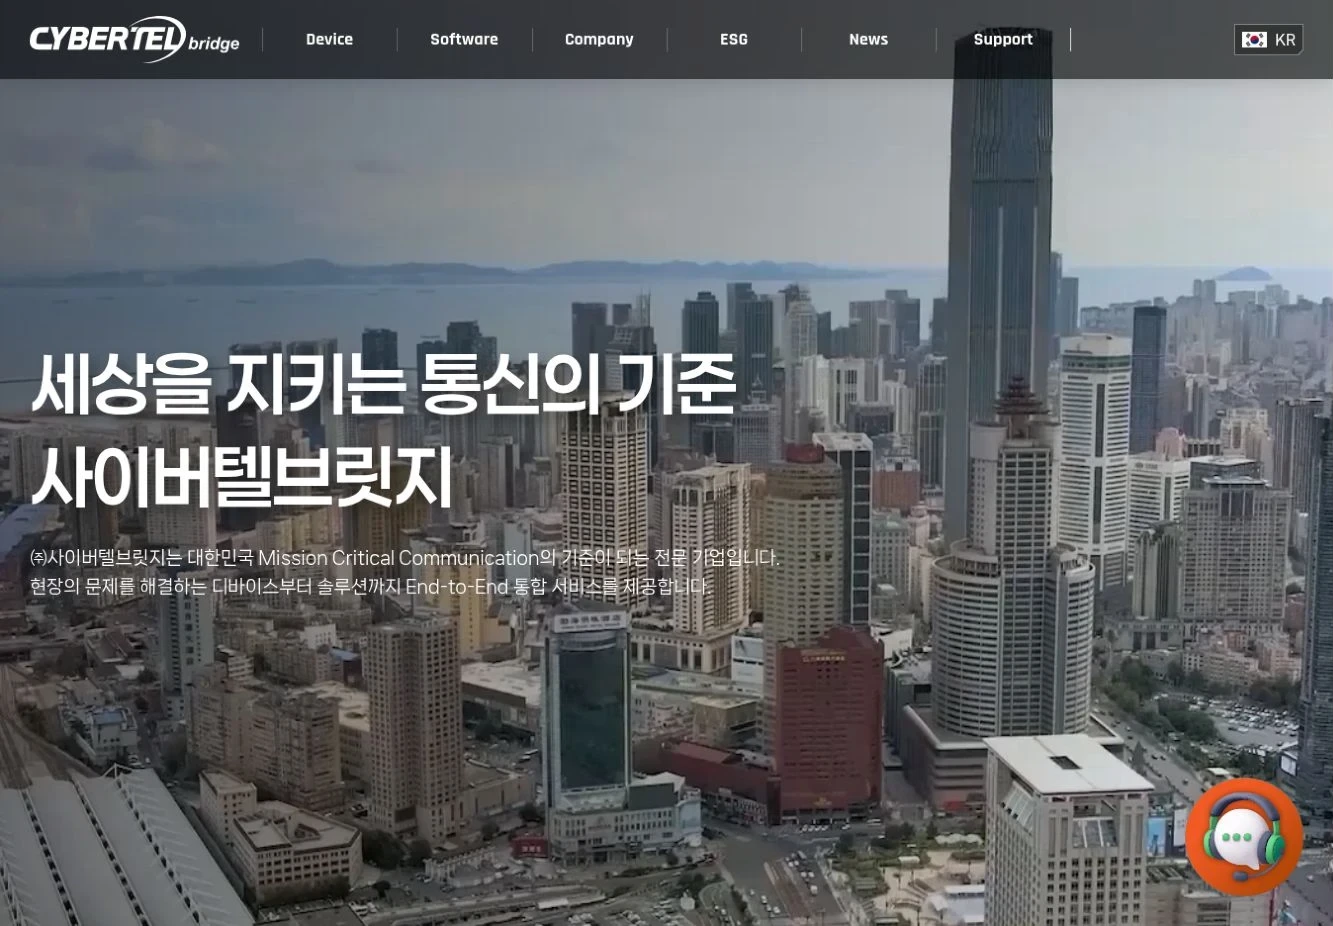 CYBERTEL bridge
Device
Software
Company
ESG
News
Support
KR
세상을 지키는 통신의 기준
사이버텔브릿지
㈜사이버텔브릿지는 대한민국 Mission Critical Communication의 기준이 되는 전문 기업입니다.
현장의 문제를 해결하는 디바이스부터 솔루션까지 End-to-End 통합 서비스를 제공합니다.